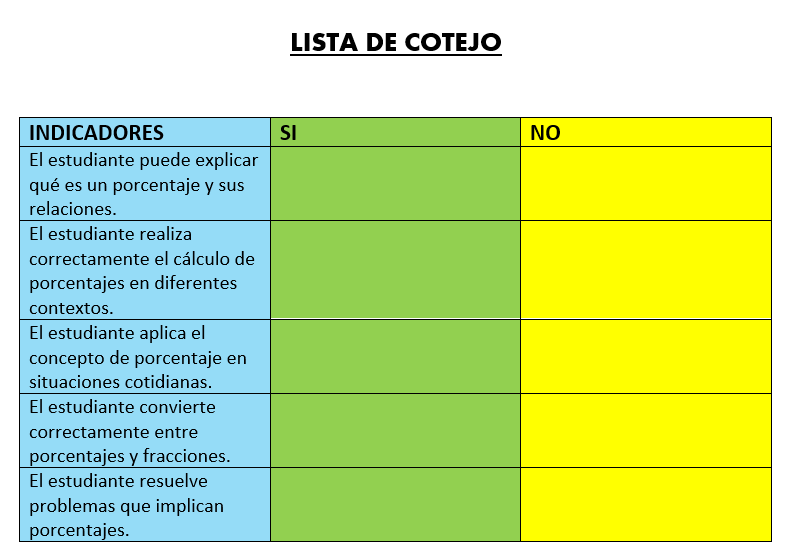 LISTA DE COTEJO
INDICADORES SI NO
El estudiante puede explicar
qué es un porcentaje y sus
relaciones.
El estudiante realiza
correctamente el cálculo de
porcentajes en diferentes
contextos.
El estudiante aplica el
concepto de porcentaje en
situaciones cotidianas.
El estudiante convierte
correctamente entre
porcentajes y fracciones.
El estudiante resuelve
problemas que implican
porcentajes.